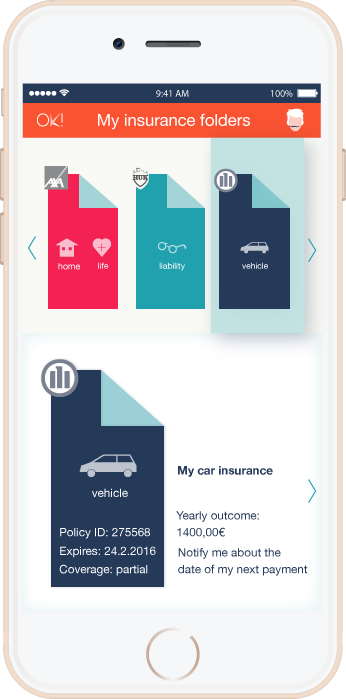 9:41 AM
100%
OK!
My insurance folders
AXA
HUK
home
life
liability
vehicle
vehicle
Policy ID: 275568
Expires: 24.2.2016
Coverage: partial
My car insurance
Yearly outcome:
1400,00€
Notify me about the
date of my next payment